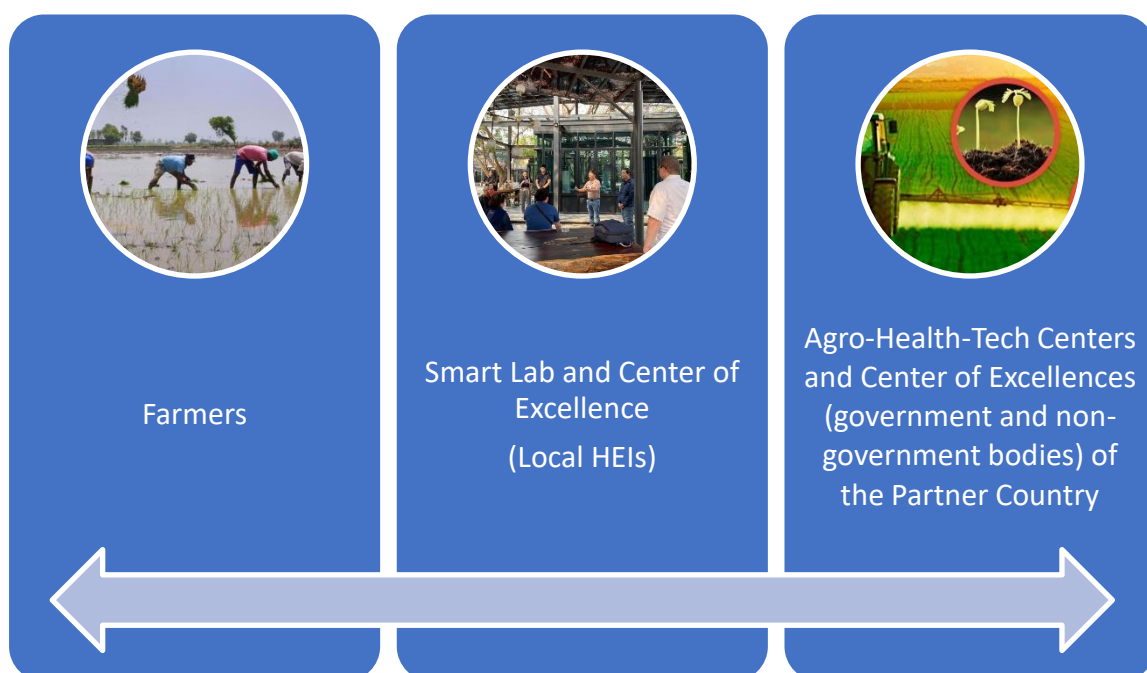 Farmers
Smart Lab and Center of
Excellence
(Local HEIs)
Agro-Health-Tech Centers
and Center of Excellences
(government and non-
government bodies) of
the Partner Country